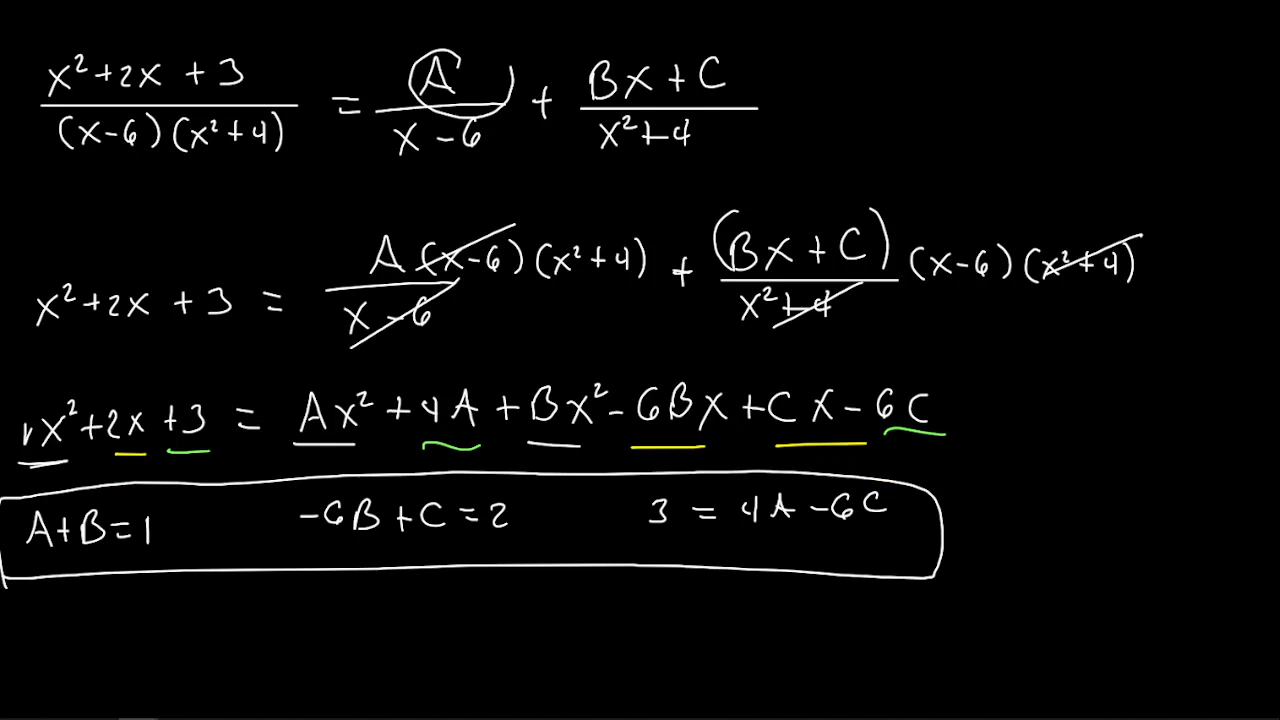 x²+2x+3/(x-6)(x²+4) = A/x-6 + Bx+C/x²+4
x²+2x+3 = A(x-6)(x²+4)/x-6 + (Bx+C)/x²+4 (x-6)(x²+4)
1x²+2x+3 = Ax²+4A+Bx²-6Bx+Cx-6C
A+B=1 -6B+C=2 3=4A-6C